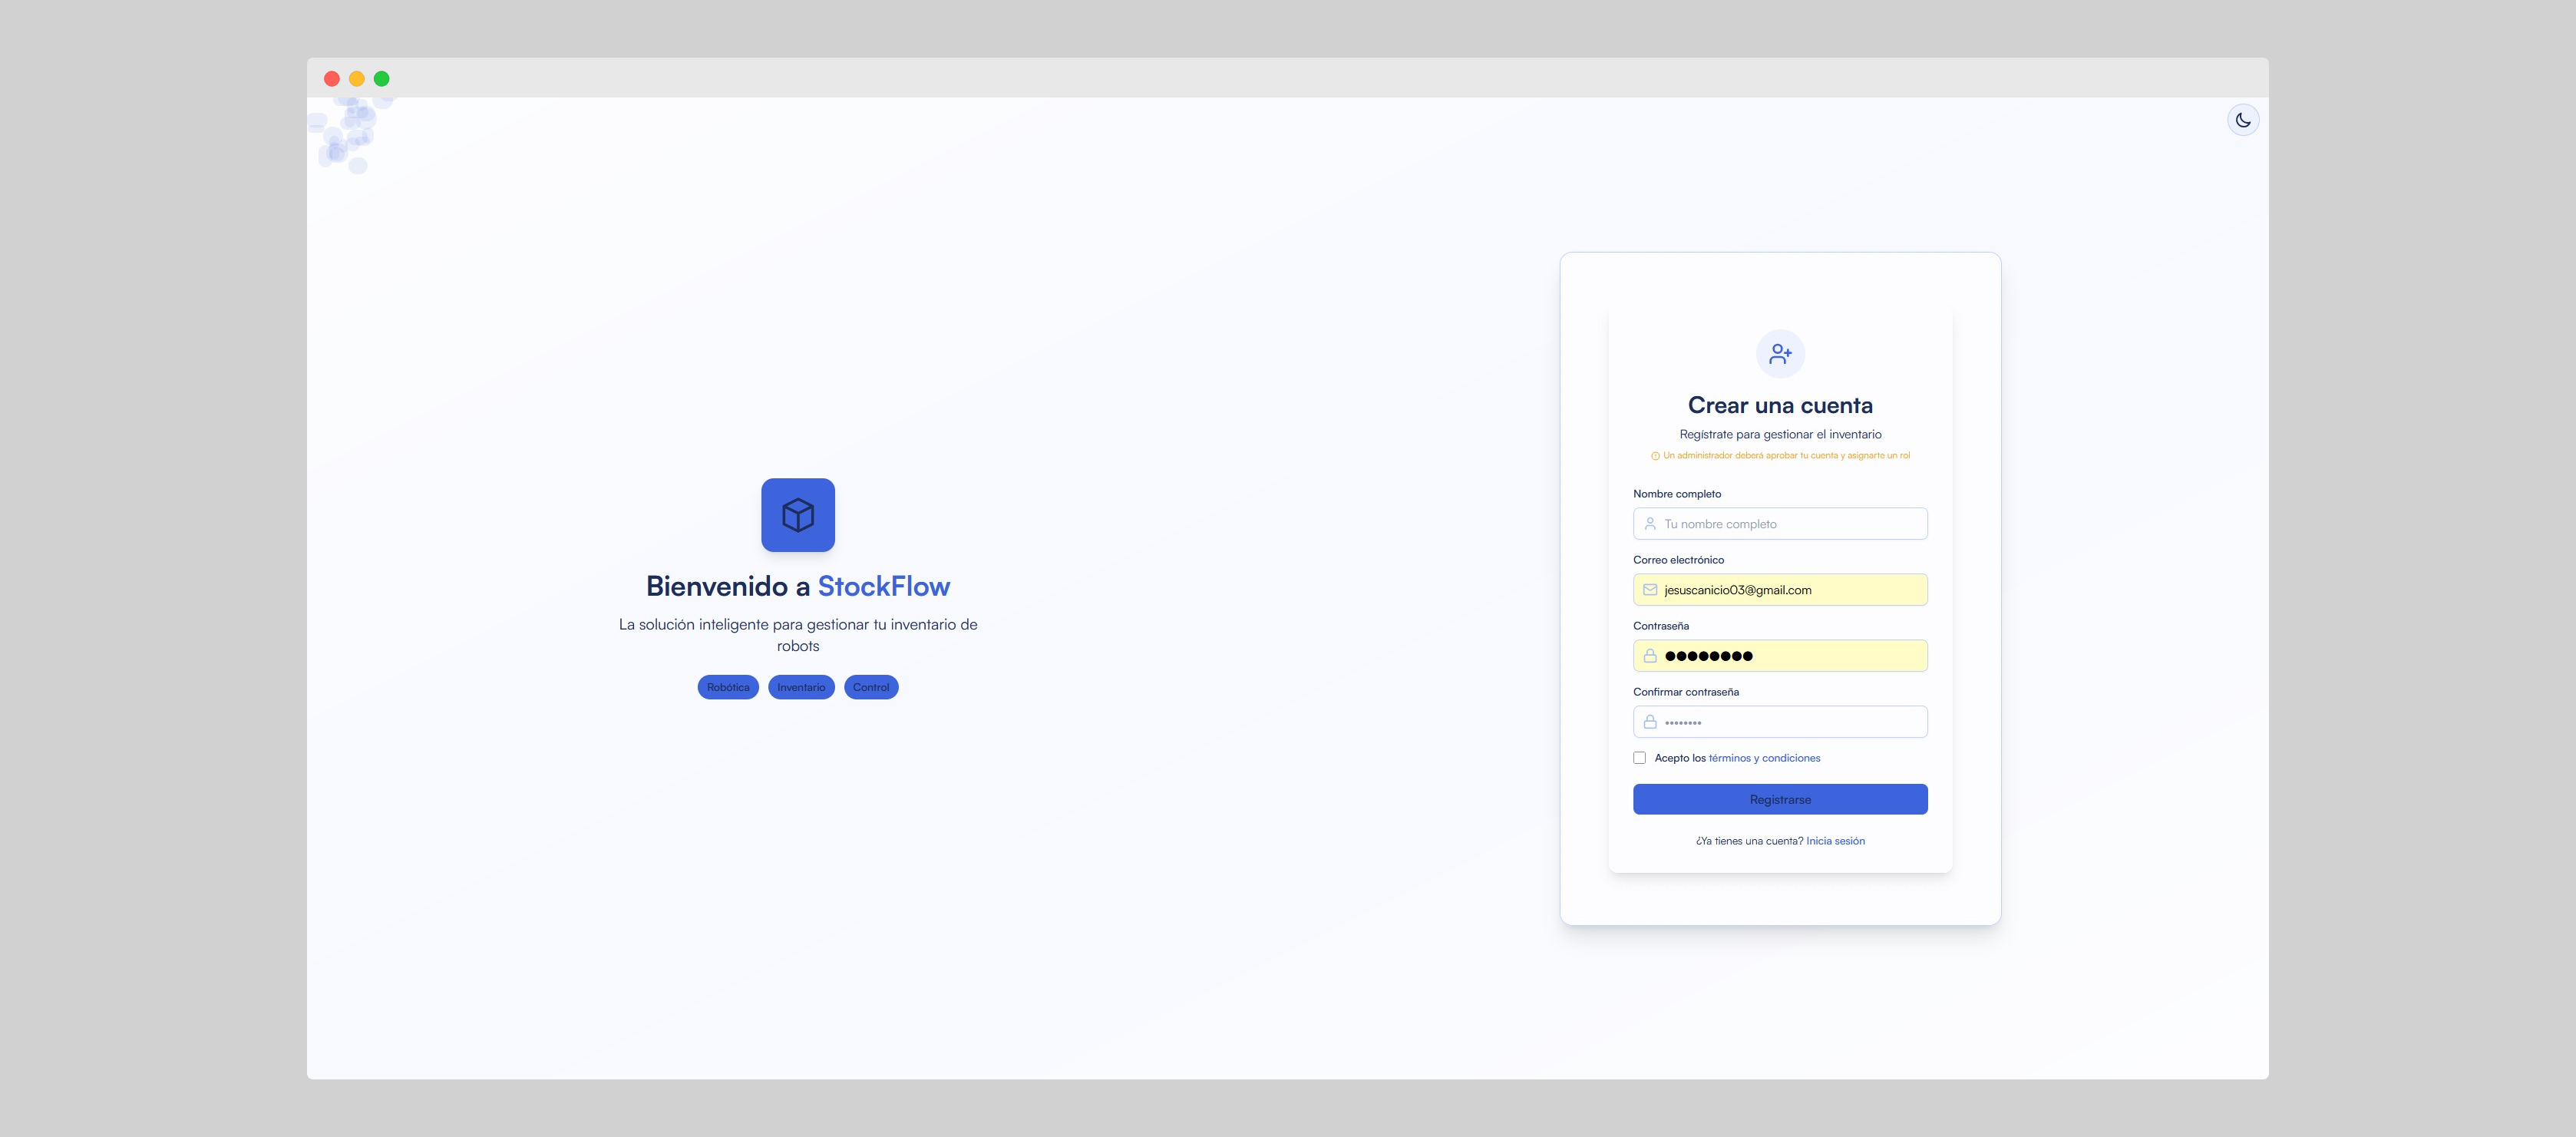 Bienvenido a StockFlow
La solución inteligente para gestionar tu inventario de
robots
Robótica Inventario Control
Crear una cuenta
Regístrate para gestionar el inventario
Un administrador deberá aprobar tu cuenta y asignarte un rol
Nombre completo
Tu nombre completo
Correo electrónico
jesuscanicio03@gmail.com
Contraseña
●●●●●●●●
Confirmar contraseña
••••••••
Acepto los términos y condiciones
Registrarse
¿Ya tienes una cuenta? Inicia sesión